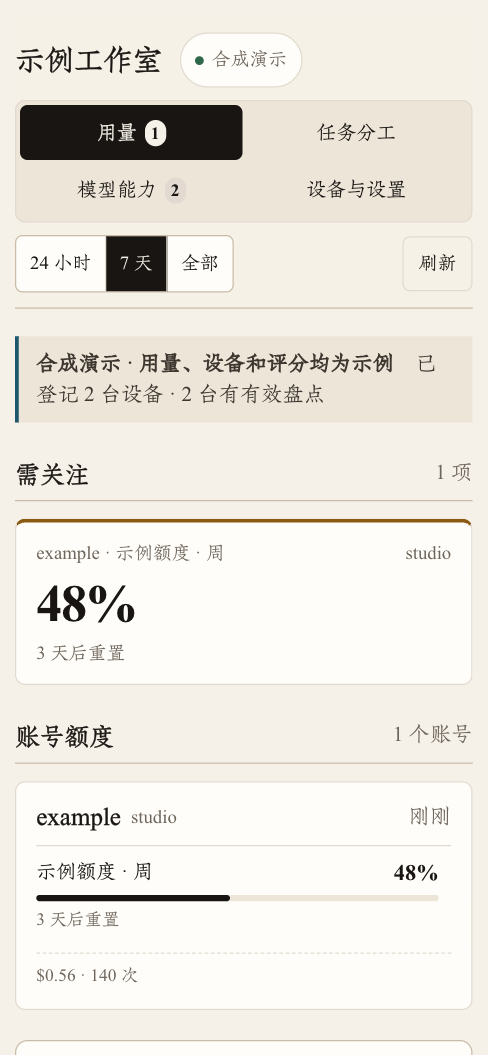 示例工作室 合成演示
用量 1 任务分工
模型能力 2 设备与设置
24 小时 7 天 全部 刷新
合成演示 · 用量、设备和评分均为示例 已
登记 2 台设备 · 2 台有有效盘点
需关注 1 项
example · 示例额度 · 周 studio
48%
3 天后重置
账号额度 1 个账号
example studio 刚刚
示例额度 · 周 48%
3 天后重置
$0.56 · 140 次